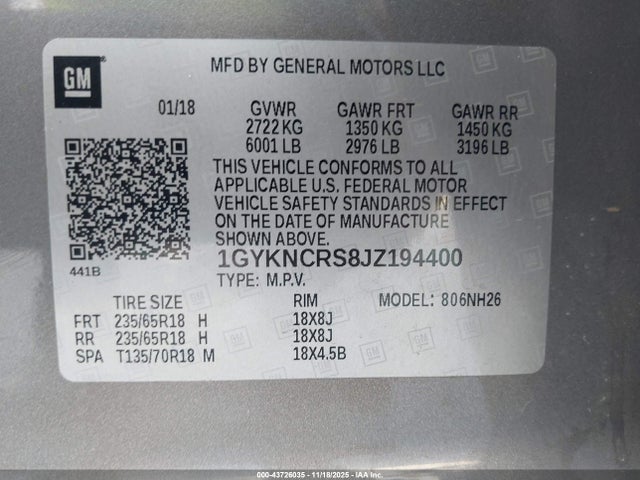 GM
MFD BY GENERAL MOTORS LLC
01/18 GVWR GAWR FRT GAWR RR
2722 KG 1350 KG 1450 KG
6001 LB 2976 LB 3196 LB
THIS VEHICLE CONFORMS TO ALL
APPLICABLE U.S. FEDERAL MOTOR
VEHICLE SAFETY STANDARDS IN EFFECT
ON THE DATE OF MANUFACTURE
SHOWN ABOVE.
441B
1GYKNCRS8JZ194400
TYPE: M.P.V.
TIRE SIZE RIM MODEL: 806NH26
FRT 235/65R18 H 18X8J
RR 235/65R18 H 18X8J
SPA T135/70R18 M 18X4.5B
000-43726035 - 11/18/2025 - IAA, Inc.